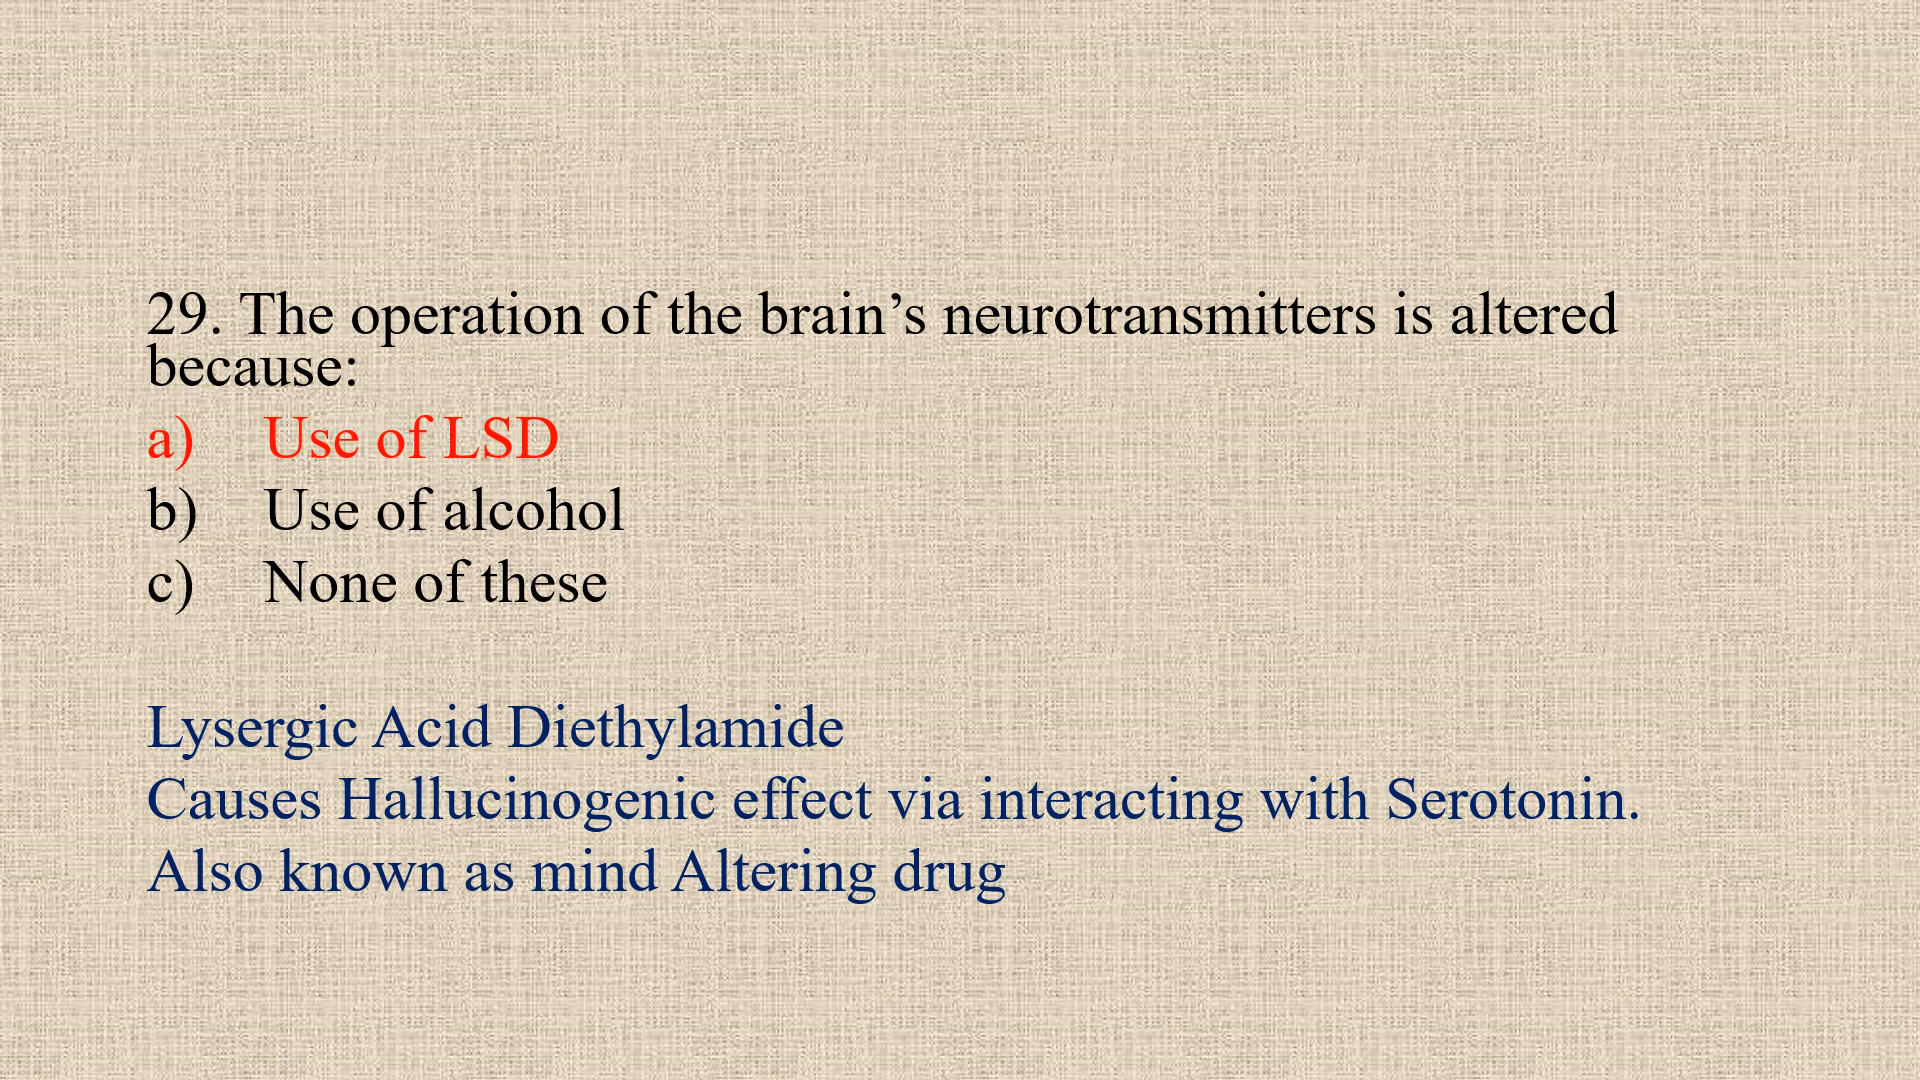 29. The operation of the brain’s neurotransmitters is altered
because:
a) Use of LSD
b) Use of alcohol
c) None of these
Lysergic Acid Diethylamide
Causes Hallucinogenic effect via interacting with Serotonin.
Also known as mind Altering drug